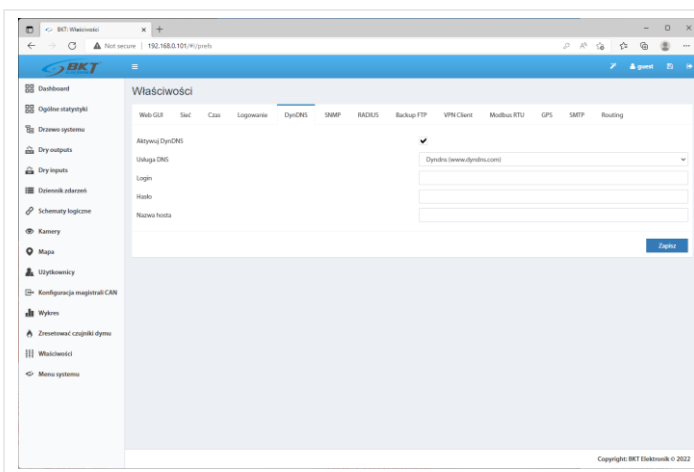 BKT: Właściwości
Not secure | 192.168.0.101/#!/prefs
BKT
guest
Dashboard
Ogólne statystyki
Drzewo systemu
Dry outputs
Dry inputs
Dziennik zdarzeń
Schematy logiczne
Kamery
Mapa
Użytkownicy
Konfiguracja magistrali CAN
Wykres
Zresetować czujniki dymu
Właściwości
Menu systemu
Właściwości
Web GUI Sieć Czas Logowanie DynDNS SNMP RADIUS Backup FTP VPN Client Modbus RTU GPS SMTP Routing
Aktywuj DynDNS
Usługa DNS Dyndns (www.dyndns.com)
Login
Hasło
Nazwa hosta
Zapisz
Copyright: BKT Elektronik © 2022